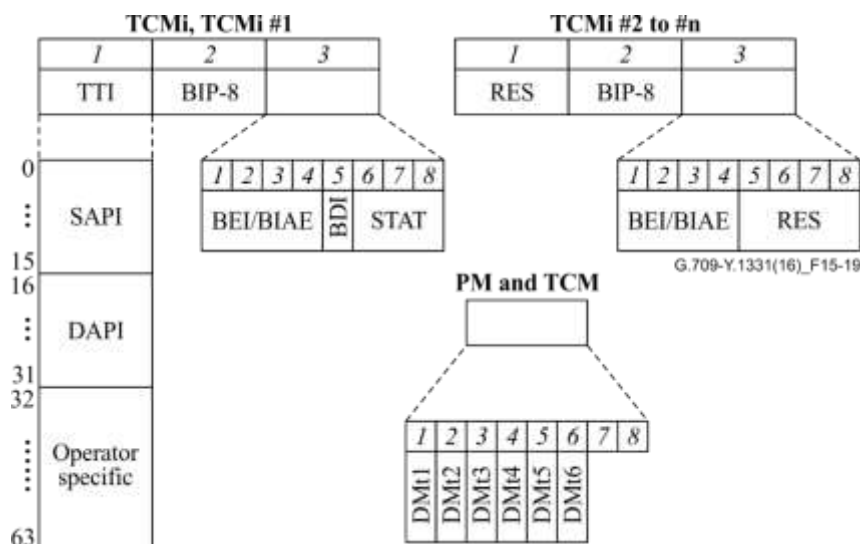 TCMi, TCMi #1
1 2 3
TTI BIP-8
0
SAPI
15
16
DAPI
31
32
Operator
specific
63
1 2 3 4 5 6 7 8
BEI/BIAE BDI STAT
TCMi #2 to #n
1 2 3
RES BIP-8
1 2 3 4 5 6 7 8
BEI/BIAE RES
G.709-Y.1331(16)_F15-19
PM and TCM
1 2 3 4 5 6 7 8
DMt1 DMt2 DMt3 DMt4 DMt5 DMt6